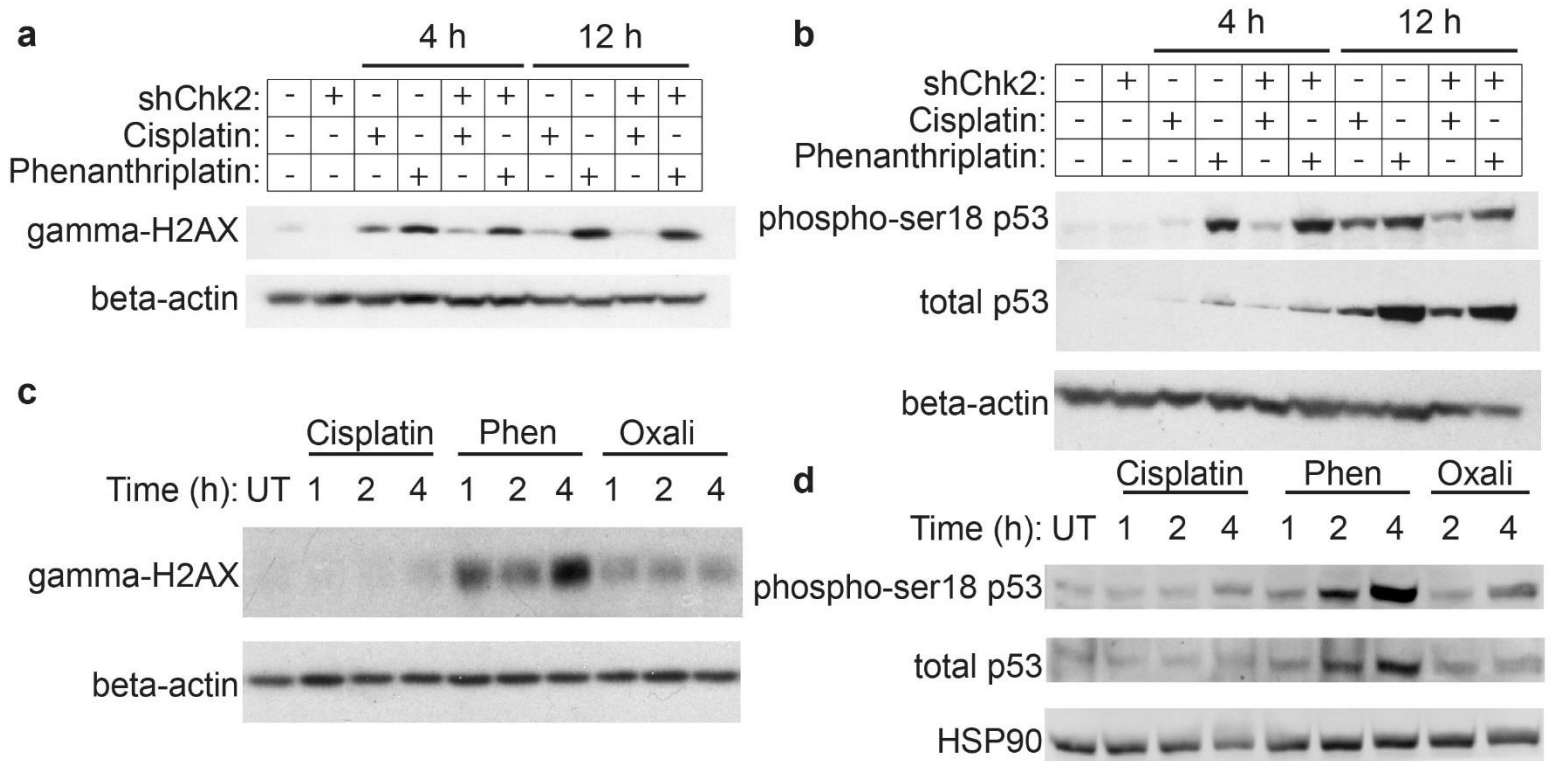 a
4 h 12 h
shChk2: - + - - + + - - + +
Cisplatin: - - + - + - + - + -
Phenanthriplatin: - - - + - + - + - +
gamma-H2AX
beta-actin
b
4 h 12 h
shChk2: - + - - + + - - + +
Cisplatin: - - + - + - + - + -
Phenanthriplatin: - - - + - + - + - +
phospho-ser18 p53
total p53
beta-actin
c
Cisplatin Phen Oxali
Time (h): UT 1 2 4 1 2 4 1 2 4
gamma-H2AX
beta-actin
d
Cisplatin Phen Oxali
Time (h): UT 1 2 4 1 2 4 2 4
phospho-ser18 p53
total p53
HSP90